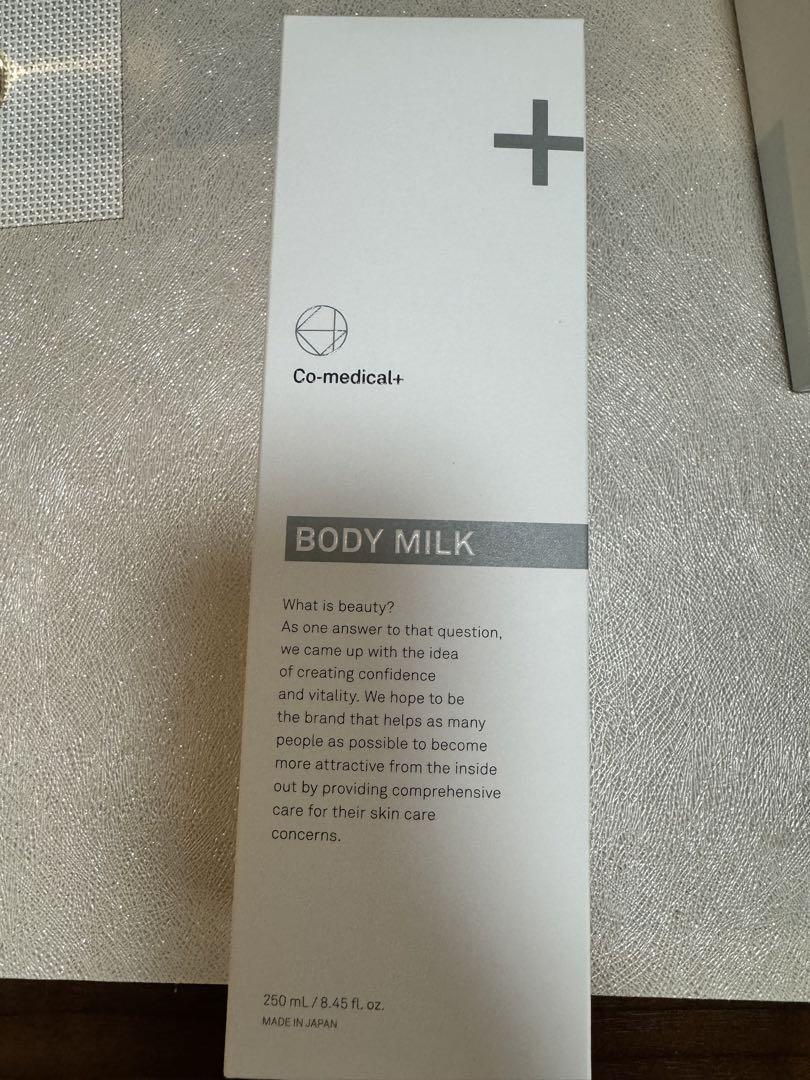 Co-medical+
BODY MILK
What is beauty?
As one answer to that question,
we came up with the idea
of creating confidence
and vitality. We hope to be
the brand that helps as many
people as possible to become
more attractive from the inside
out by providing comprehensive
care for their skin care
concerns.
250 mL / 8.45 fl. oz.
MADE IN JAPAN